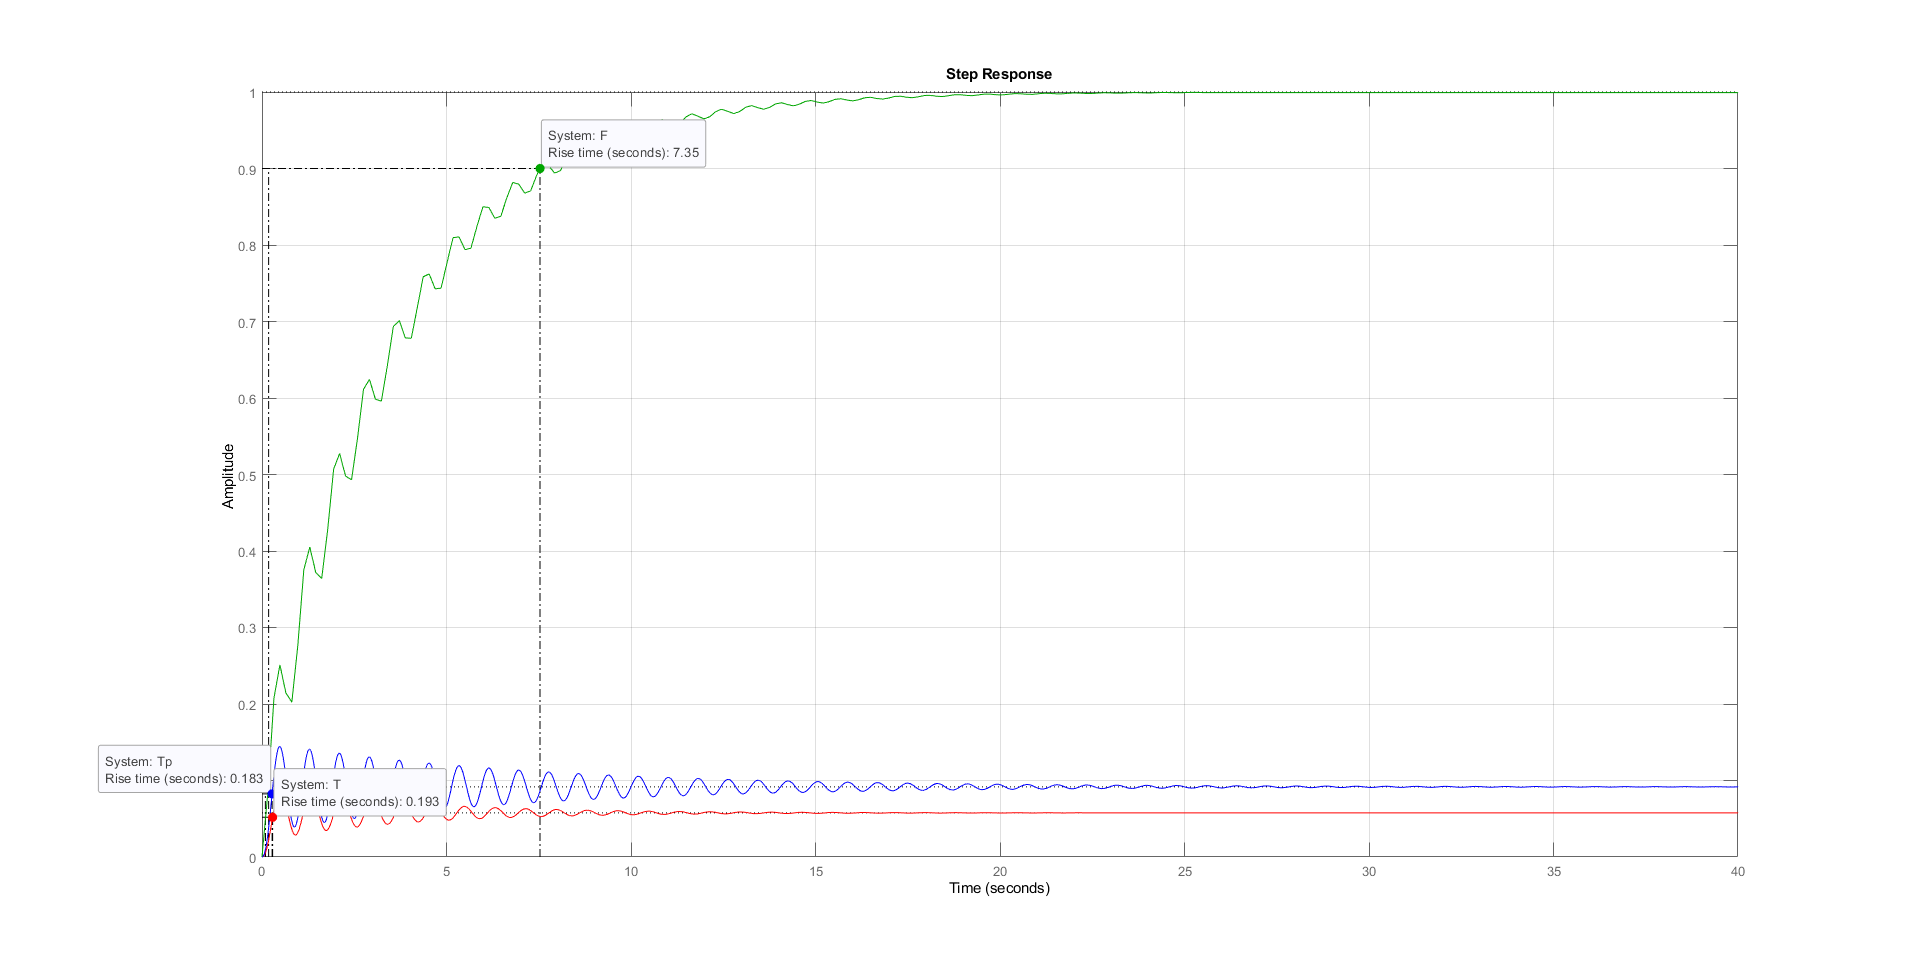 Step Response
1
System: F
Rise time (seconds): 7.35
0.9
0.8
0.7
0.6
Amplitude
0.5
0.4
0.3
0.2
System: Tp
Rise time (seconds): 0.183
System: T
Rise time (seconds): 0.193
0
0 5 10 15 20 25 30 35 40
Time (seconds)